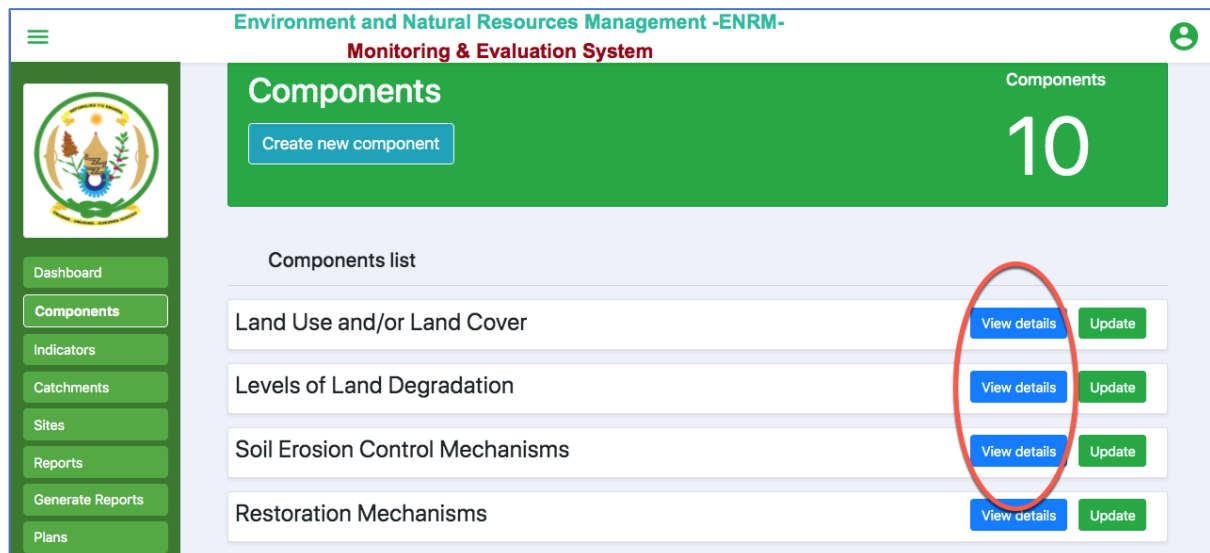 Environment and Natural Resources Management -ENRM-
Monitoring & Evaluation System
Components
Create new component
Components
10
Dashboard
Components
Indicators
Catchments
Sites
Reports
Generate Reports
Plans
Components list
Land Use and/or Land Cover
View details
Update
Levels of Land Degradation
View details
Update
Soil Erosion Control Mechanisms
View details
Update
Restoration Mechanisms
View details
Update